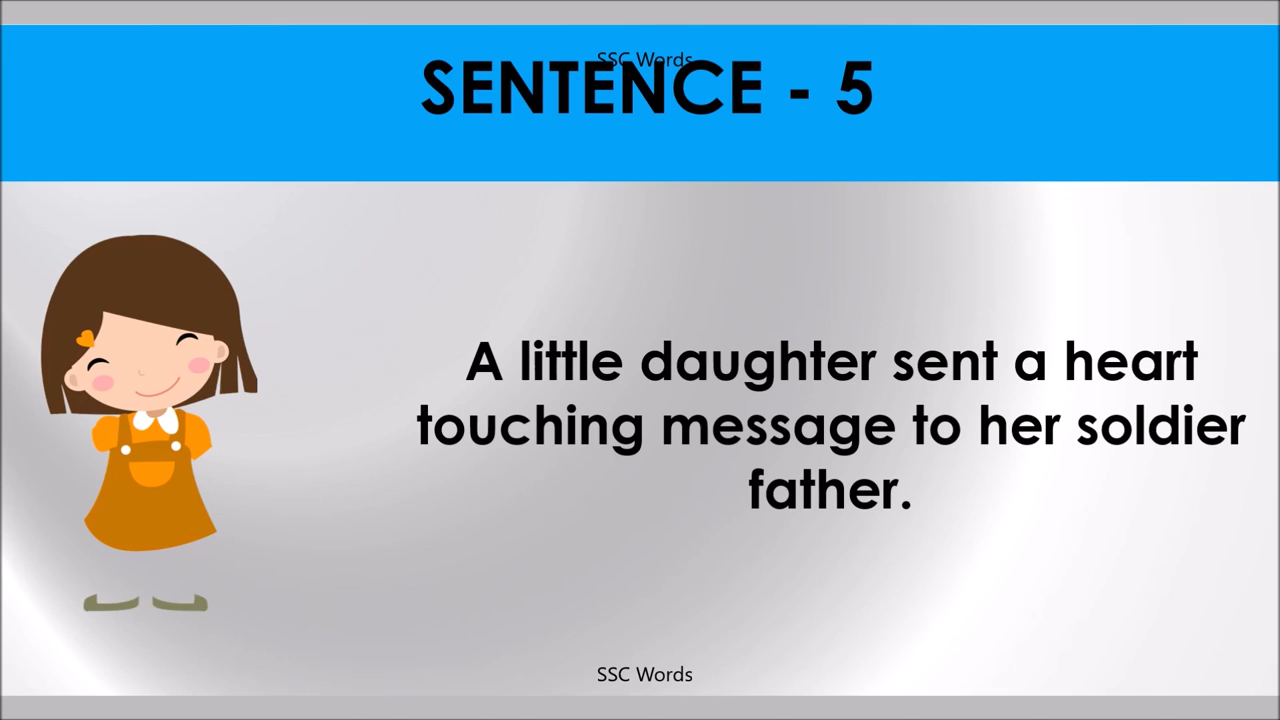 SSC Words
SENTENCE - 5
A little daughter sent a heart
touching message to her soldier
father.
SSC Words